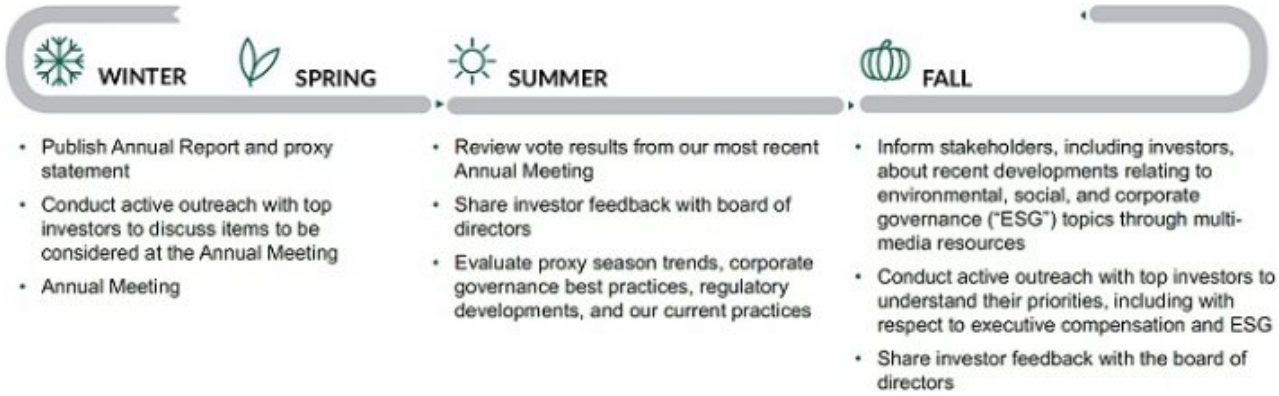 WINTER
SPRING
• Publish Annual Report and proxy
statement
• Conduct active outreach with top
investors to discuss items to be
considered at the Annual Meeting
• Annual Meeting
SUMMER
• Review vote results from our most recent
Annual Meeting
• Share investor feedback with board of
directors
• Evaluate proxy season trends, corporate
governance best practices, regulatory
developments, and our current practices
FALL
• Inform stakeholders, including investors,
about recent developments relating to
environmental, social, and corporate
governance (“ESG”) topics through multi-
media resources
• Conduct active outreach with top investors to
understand their priorities, including with
respect to executive compensation and ESG
• Share investor feedback with the board of
directors